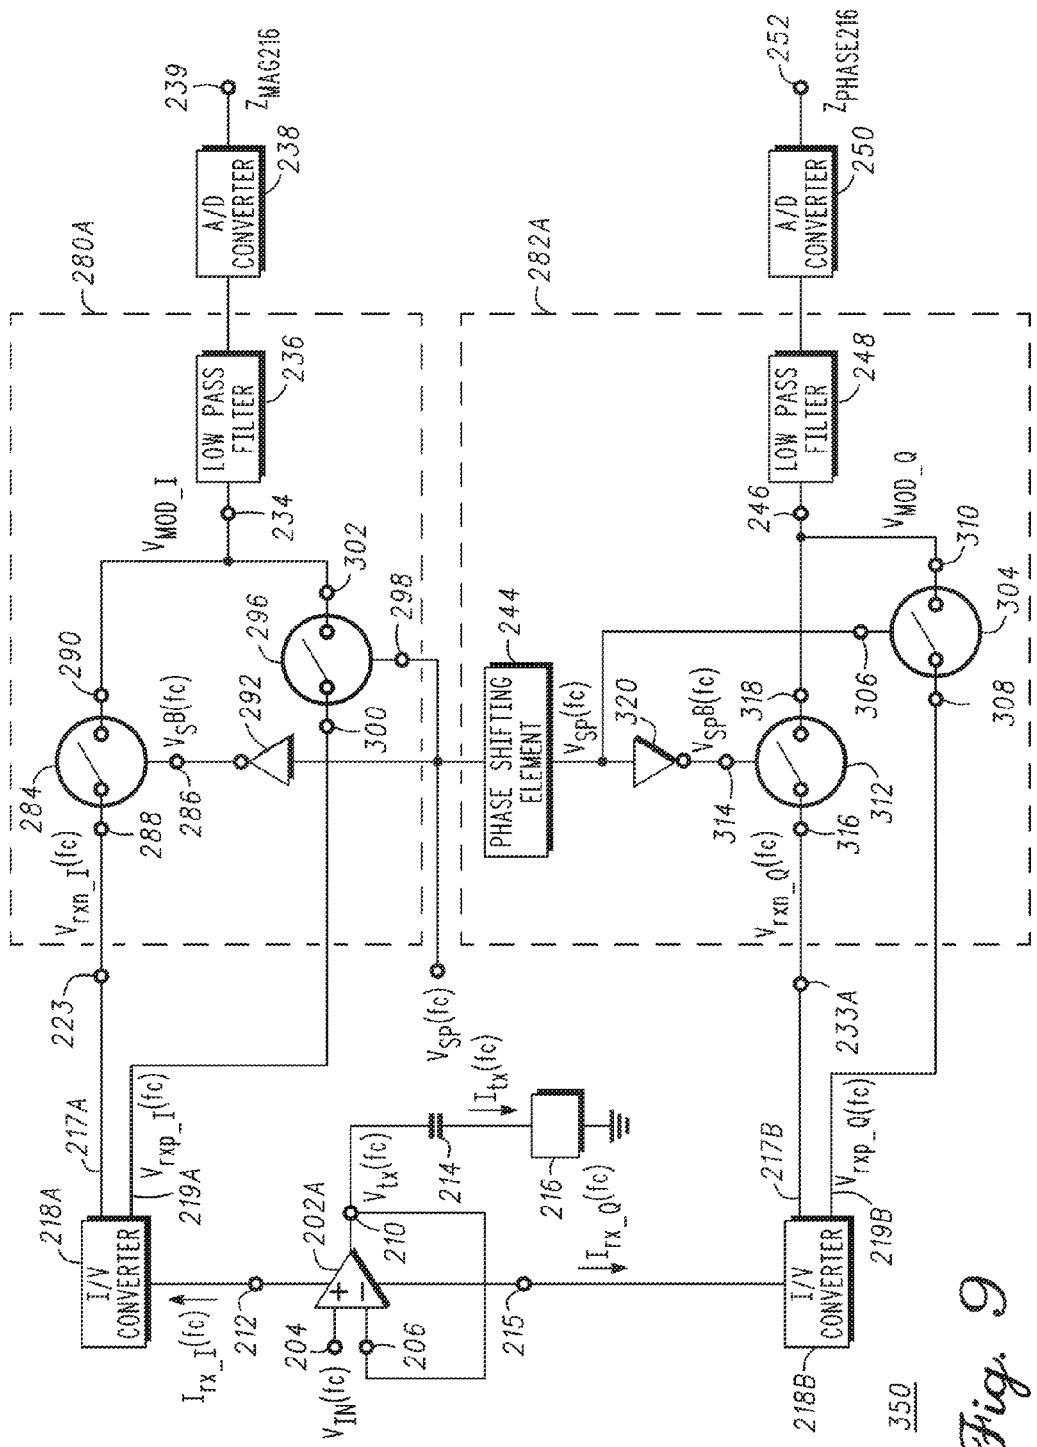 280A
V_MOD_I
284
290
V_rxn_I(fc)
288
V_SB(fc)
286
292
296
302
300
298
234
LOW PASS
FILTER
236
A/D
CONVERTER
238
239
Z_MAG216
223
217A
218A
I/V
CONVERTER
V_rxp_I(fc)
219A
I_rx_I(fc)
212
202A
+
−
204
206
V_IN(fc)
210
V_tx(fc)
214
I_tx(fc)
216
215
I_rx_Q(fc)
V_SP(fc)
282A
PHASE SHIFTING
ELEMENT
244
V_SP(fc)
320
V_SPB(fc)
314
318
V_rxn_Q(fc)
316
312
306
308
304
310
V_MOD_Q
246
LOW PASS
FILTER
248
A/D
CONVERTER
250
252
Z_PHASE216
233A
217B
V_rxp_Q(fc)
219B
I/V
CONVERTER
218B
350
Fig. 9